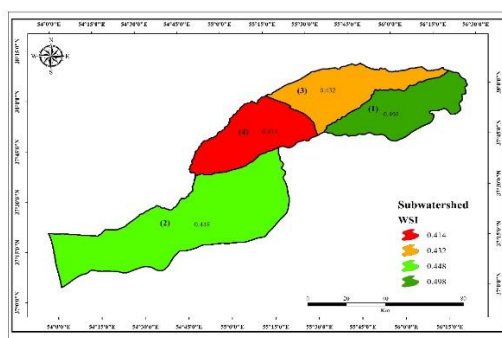 54°0'0"E 54°15'0"E 54°30'0"E 54°45'0"E 55°0'0"E 55°15'0"E 55°30'0"E 55°45'0"E 56°0'0"E 56°15'0"E 56°30'0"E
N
W E
S
(3) 0.432
(1) 0.498
(4) 0.414
(2) 0.448
Subwatershed
WSI
0.414
0.432
0.448
0.498
0 20 40 80
Km
54°0'0"E 54°15'0"E 54°30'0"E 54°45'0"E 55°0'0"E 55°15'0"E 55°30'0"E 55°45'0"E 56°0'0"E 56°15'0"E